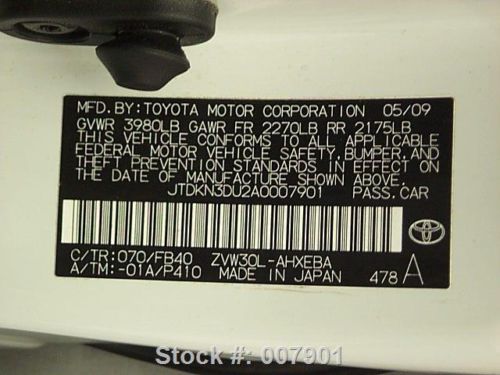 MFD.BY:TOYOTA MOTOR CORPORATION 05/09
GVWR 3980LB GAWR FR 2270LB RR 2175LB
THIS VEHICLE CONFORMS TO ALL APPLICABLE
FEDERAL MOTOR VEHICLE SAFETY,BUMPER,AND
THEFT PREVENTION STANDARDS IN EFFECT ON
THE DATE OF MANUFACTURE SHOWN ABOVE.
JTDKN3DU2A0007901 PASS.CAR
C/TR:070/FB40 ZVW30L-AHXEBA
A/TM:-01A/P410 MADE IN JAPAN 478 A
TOYOTA
Stock #: 007901